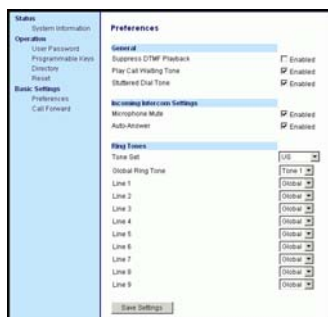 Status
System Information
Operation
User Password
Programmable Keys
Directory
Reset
Basic Settings
Preferences
Call Forward
Preferences
General
Suppress DTMF Playback Enabled
Play Call Waiting Tone Enabled
Stuttered Dial Tone Enabled
Incoming Intercom Settings
Microphone Mute Enabled
Auto-Answer Enabled
Ring Tones
Tone Set US
Global Ring Tone Tone 1
Line 1 Global
Line 2 Global
Line 3 Global
Line 4 Global
Line 5 Global
Line 6 Global
Line 7 Global
Line 8 Global
Line 9 Global
Save Settings